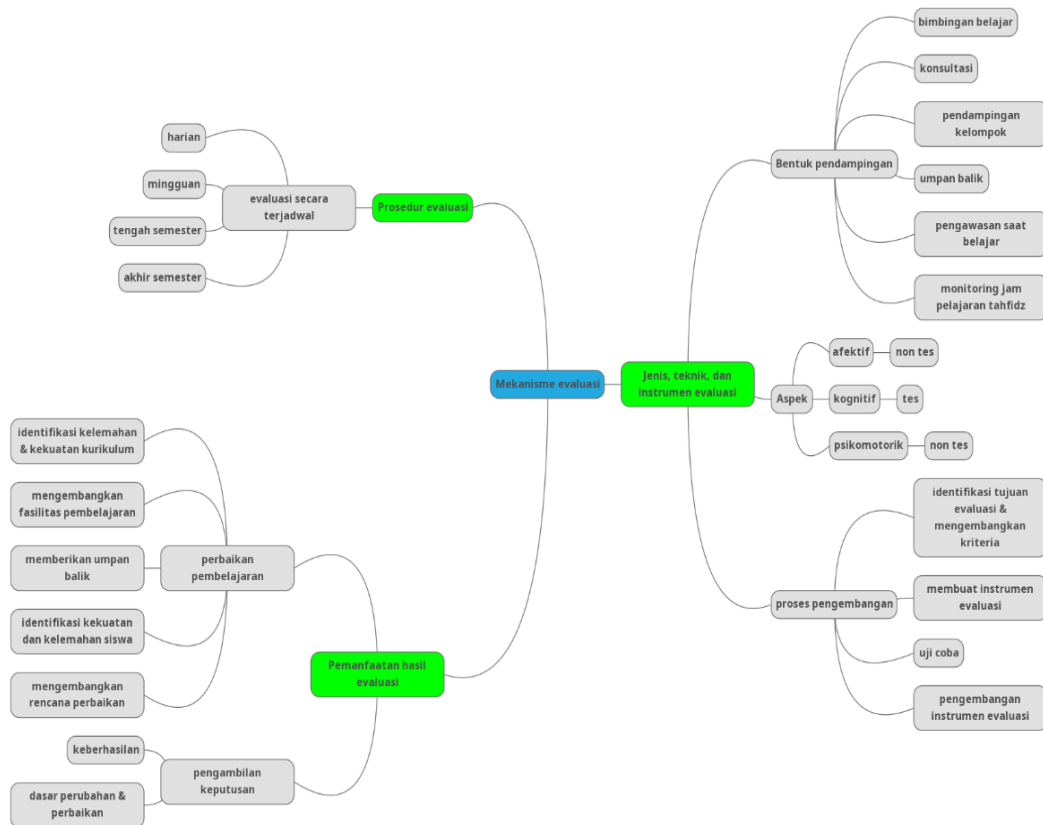 Mekanisme evaluasi
Prosedur evaluasi
evaluasi secara
terjadwal
harian
mingguan
tengah semester
akhir semester
Pemanfaatan hasil
evaluasi
perbaikan
pembelajaran
identifikasi kelemahan
& kekuatan kurikulum
mengembangkan
fasilitas pembelajaran
memberikan umpan
balik
identifikasi kekuatan
dan kelemahan siswa
mengembangkan
rencana perbaikan
pengambilan
keputusan
keberhasilan
dasar perubahan &
perbaikan
Jenis, teknik, dan
instrumen evaluasi
Bentuk pendampingan
bimbingan belajar
konsultasi
pendampingan
kelompok
umpan balik
pengawasan saat
belajar
monitoring jam
pelajaran tahfidz
Aspek
afektif
non tes
kognitif
tes
psikomotorik
non tes
proses pengembangan
identifikasi tujuan
evaluasi &
mengembangkan
kriteria
membuat instrumen
evaluasi
uji coba
pengembangan
instrumen evaluasi